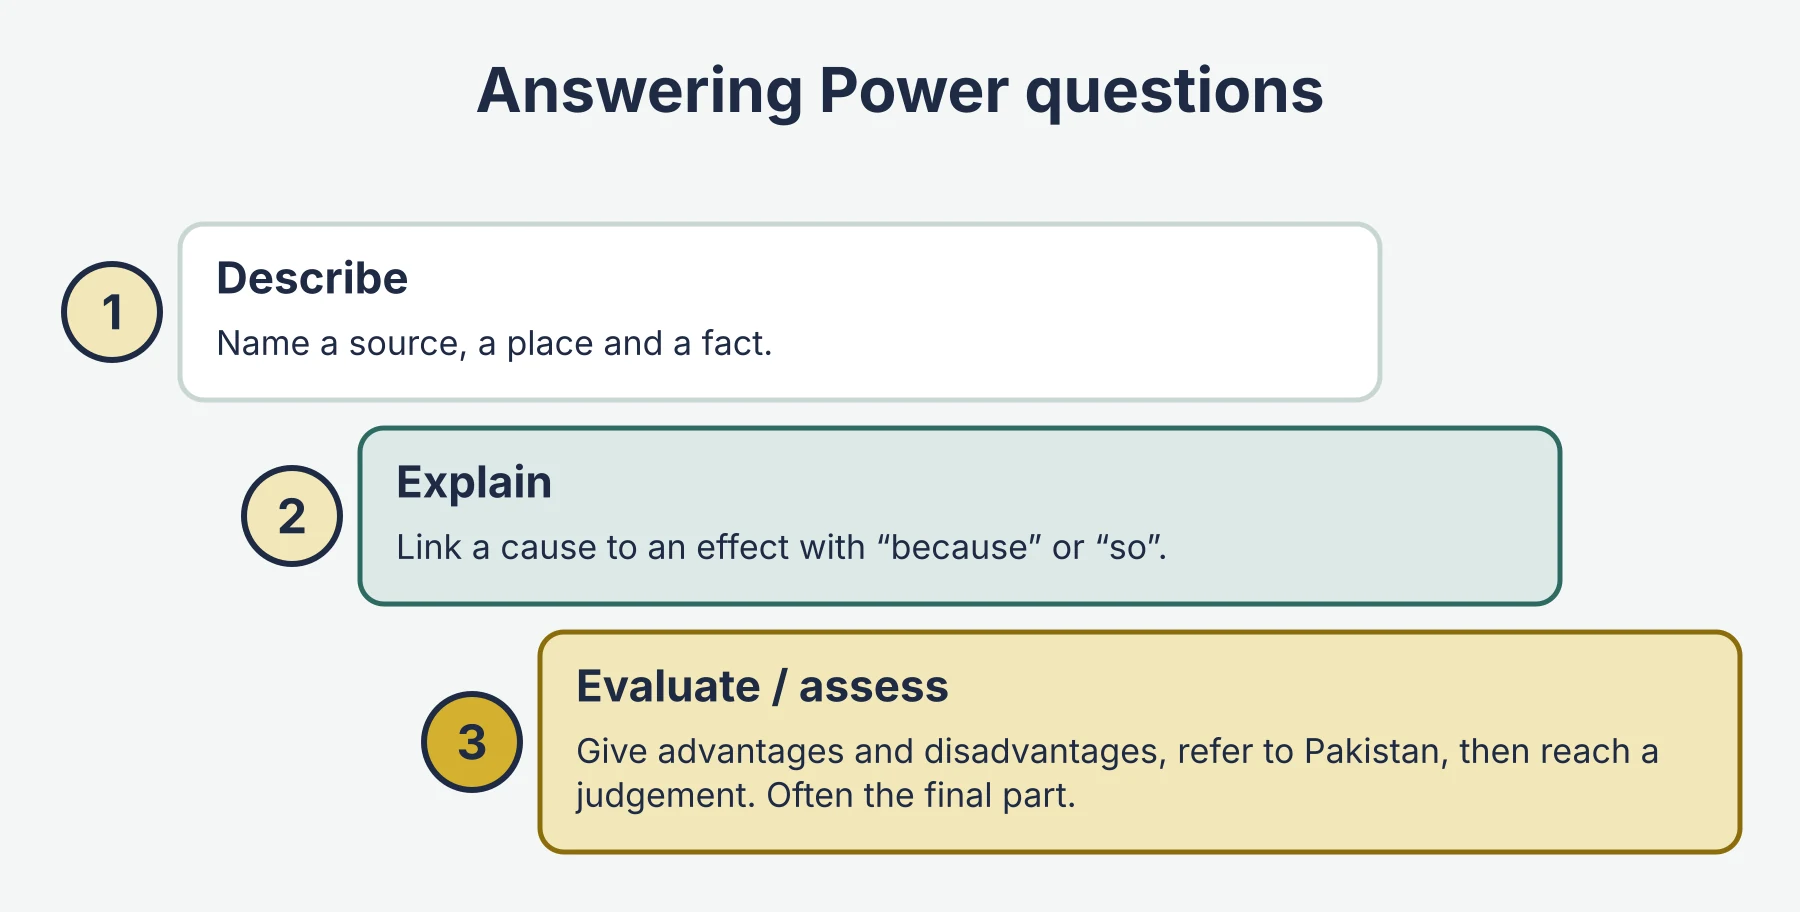 Answering Power questions
1
Describe
Name a source, a place and a fact.
2
Explain
Link a cause to an effect with “because” or “so”.
3
Evaluate / assess
Give advantages and disadvantages, refer to Pakistan, then reach a
judgement. Often the final part.